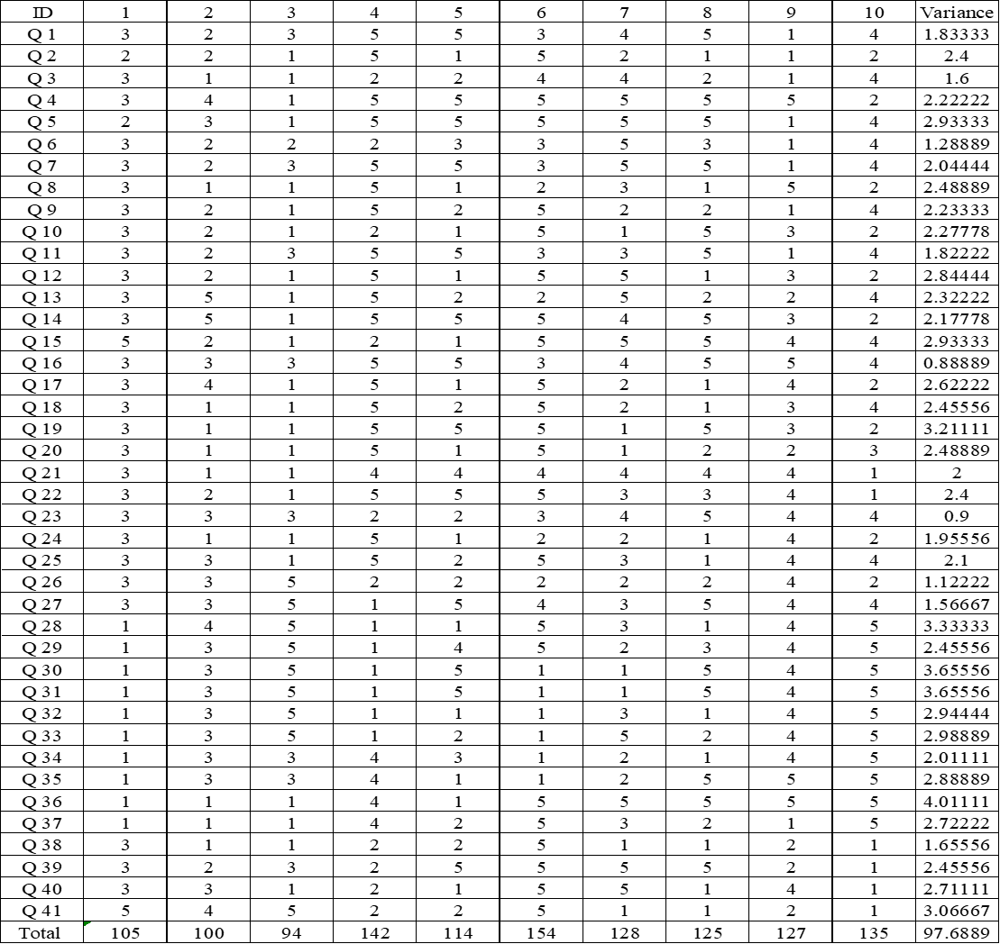 ID 1 2 3 4 5 6 7 8 9 10 Variance
Q 1 3 2 3 5 5 3 4 5 1 4 1.83333
Q 2 2 2 1 5 1 5 2 1 1 2 2.4
Q 3 3 1 1 2 2 4 4 2 1 4 1.6
Q 4 3 4 1 5 5 5 5 5 5 2 2.22222
Q 5 2 3 1 5 5 5 5 5 1 4 2.93333
Q 6 3 2 2 2 3 3 5 3 1 4 1.28889
Q 7 3 2 3 5 5 3 5 5 1 4 2.04444
Q 8 3 1 1 5 1 2 3 1 5 2 2.48889
Q 9 3 2 1 5 2 5 2 2 1 4 2.23333
Q 10 3 2 1 2 1 5 1 5 3 2 2.27778
Q 11 3 2 3 5 5 3 3 5 1 4 1.82222
Q 12 3 2 1 5 1 5 5 1 3 2 2.84444
Q 13 3 5 1 5 2 2 5 2 2 4 2.32222
Q 14 3 5 1 5 5 5 4 5 3 2 2.17778
Q 15 5 2 1 2 1 5 5 5 4 4 2.93333
Q 16 3 3 3 5 5 3 4 5 5 4 0.88889
Q 17 3 4 1 5 1 5 2 1 4 2 2.62222
Q 18 3 1 1 5 2 5 2 1 3 4 2.45556
Q 19 3 1 1 5 5 5 1 5 3 2 3.21111
Q 20 3 1 1 5 1 5 1 2 2 3 2.48889
Q 21 3 1 1 4 4 4 4 4 4 1 2
Q 22 3 2 1 5 5 5 3 3 4 1 2.4
Q 23 3 3 3 2 2 3 4 5 4 4 0.9
Q 24 3 1 1 5 1 2 2 1 4 2 1.95556
Q 25 3 3 1 5 2 5 3 1 4 4 2.1
Q 26 3 3 5 2 2 2 2 2 4 2 1.12222
Q 27 3 3 5 1 5 4 3 5 4 4 1.56667
Q 28 1 4 5 1 1 5 3 1 4 5 3.33333
Q 29 1 3 5 1 4 5 2 3 4 5 2.45556
Q 30 1 3 5 1 5 1 1 5 4 5 3.65556
Q 31 1 3 5 1 5 1 1 5 4 5 3.65556
Q 32 1 3 5 1 1 1 3 1 4 5 2.94444
Q 33 1 3 5 1 2 1 5 2 4 5 2.98889
Q 34 1 3 3 4 3 1 2 1 4 5 2.01111
Q 35 1 3 3 4 1 1 2 5 5 5 2.88889
Q 36 1 1 1 4 1 5 5 5 5 5 4.01111
Q 37 1 1 1 4 2 5 3 2 1 5 2.72222
Q 38 3 1 1 2 2 5 1 1 2 1 1.65556
Q 39 3 2 3 2 5 5 5 5 2 1 2.45556
Q 40 3 3 1 2 1 5 5 1 4 1 2.71111
Q 41 5 4 5 2 2 5 1 1 2 1 3.06667
Total 105 100 94 142 114 154 128 125 127 135 97.6889